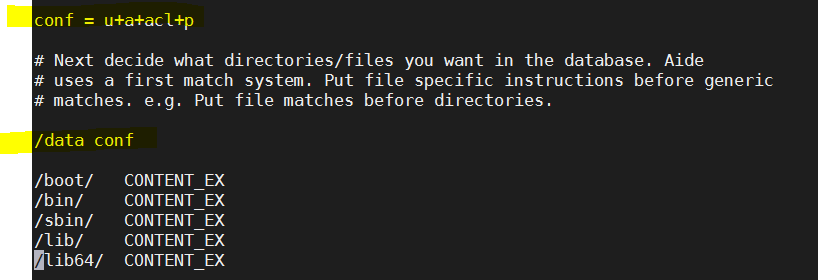 conf = u+a+acl+p
# Next decide what directories/files you want in the database. Aide
# uses a first match system. Put file specific instructions before generic
# matches. e.g. Put file matches before directories.
/data conf
/boot/   CONTENT_EX
/bin/    CONTENT_EX
/sbin/   CONTENT_EX
/lib/    CONTENT_EX
/lib64/  CONTENT_EX